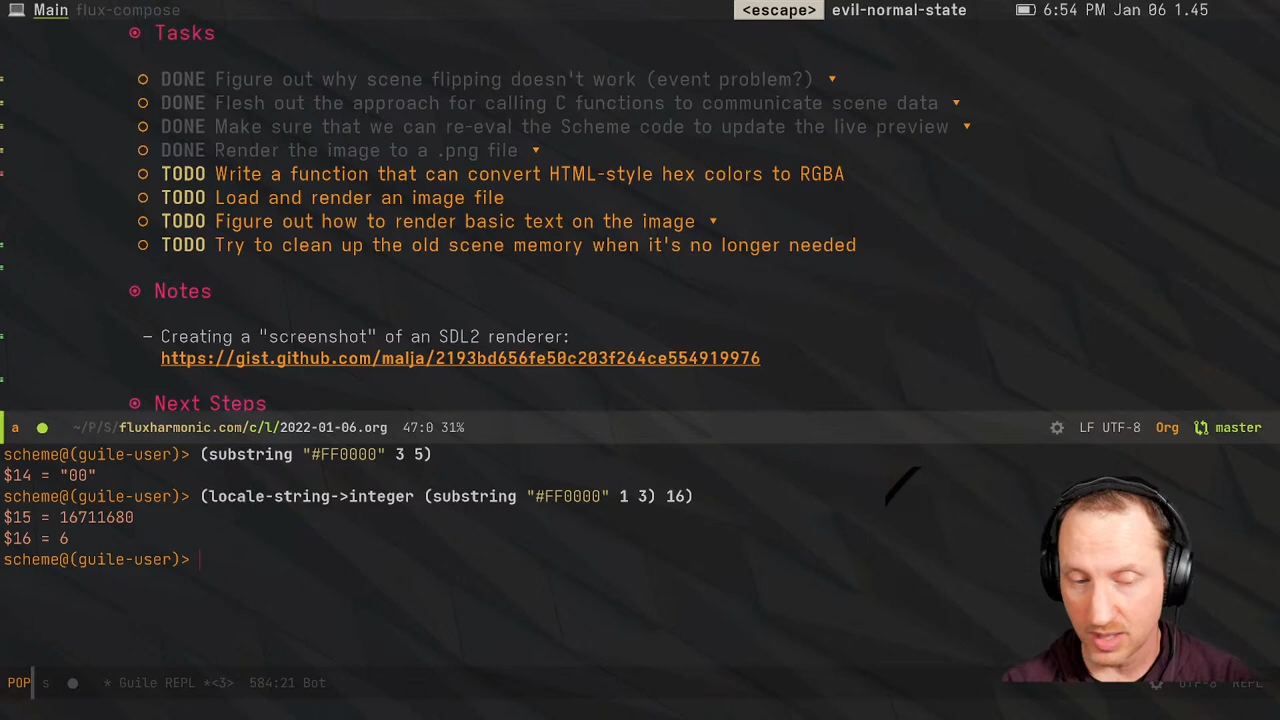 Main flux-compose <escape> evil-normal-state 6:54 PM Jan 06 1.45
Tasks
DONE Figure out why scene flipping doesn't work (event problem?)
DONE Flesh out the approach for calling C functions to communicate scene data
DONE Make sure that we can re-eval the Scheme code to update the live preview
DONE Render the image to a .png file
TODO Write a function that can convert HTML-style hex colors to RGBA
TODO Load and render an image file
TODO Figure out how to render basic text on the image
TODO Try to clean up the old scene memory when it's no longer needed
Notes
– Creating a "screenshot" of an SDL2 renderer:
https://gist.github.com/malja/2193bd656fe50c203f264ce554919976
Next Steps
a ~/P/S/fluxharmonic.com/c/l/2022-01-06.org 47:0 31% LF UTF-8 Org master
scheme@(guile-user)> (substring "#FF0000" 3 5)
$14 = "00"
scheme@(guile-user)> (locale-string->integer (substring "#FF0000" 1 3) 16)
$15 = 16711680
$16 = 6
scheme@(guile-user)>
POP s * Guile REPL *<3> 584:21 Bot UTF-8 REPL